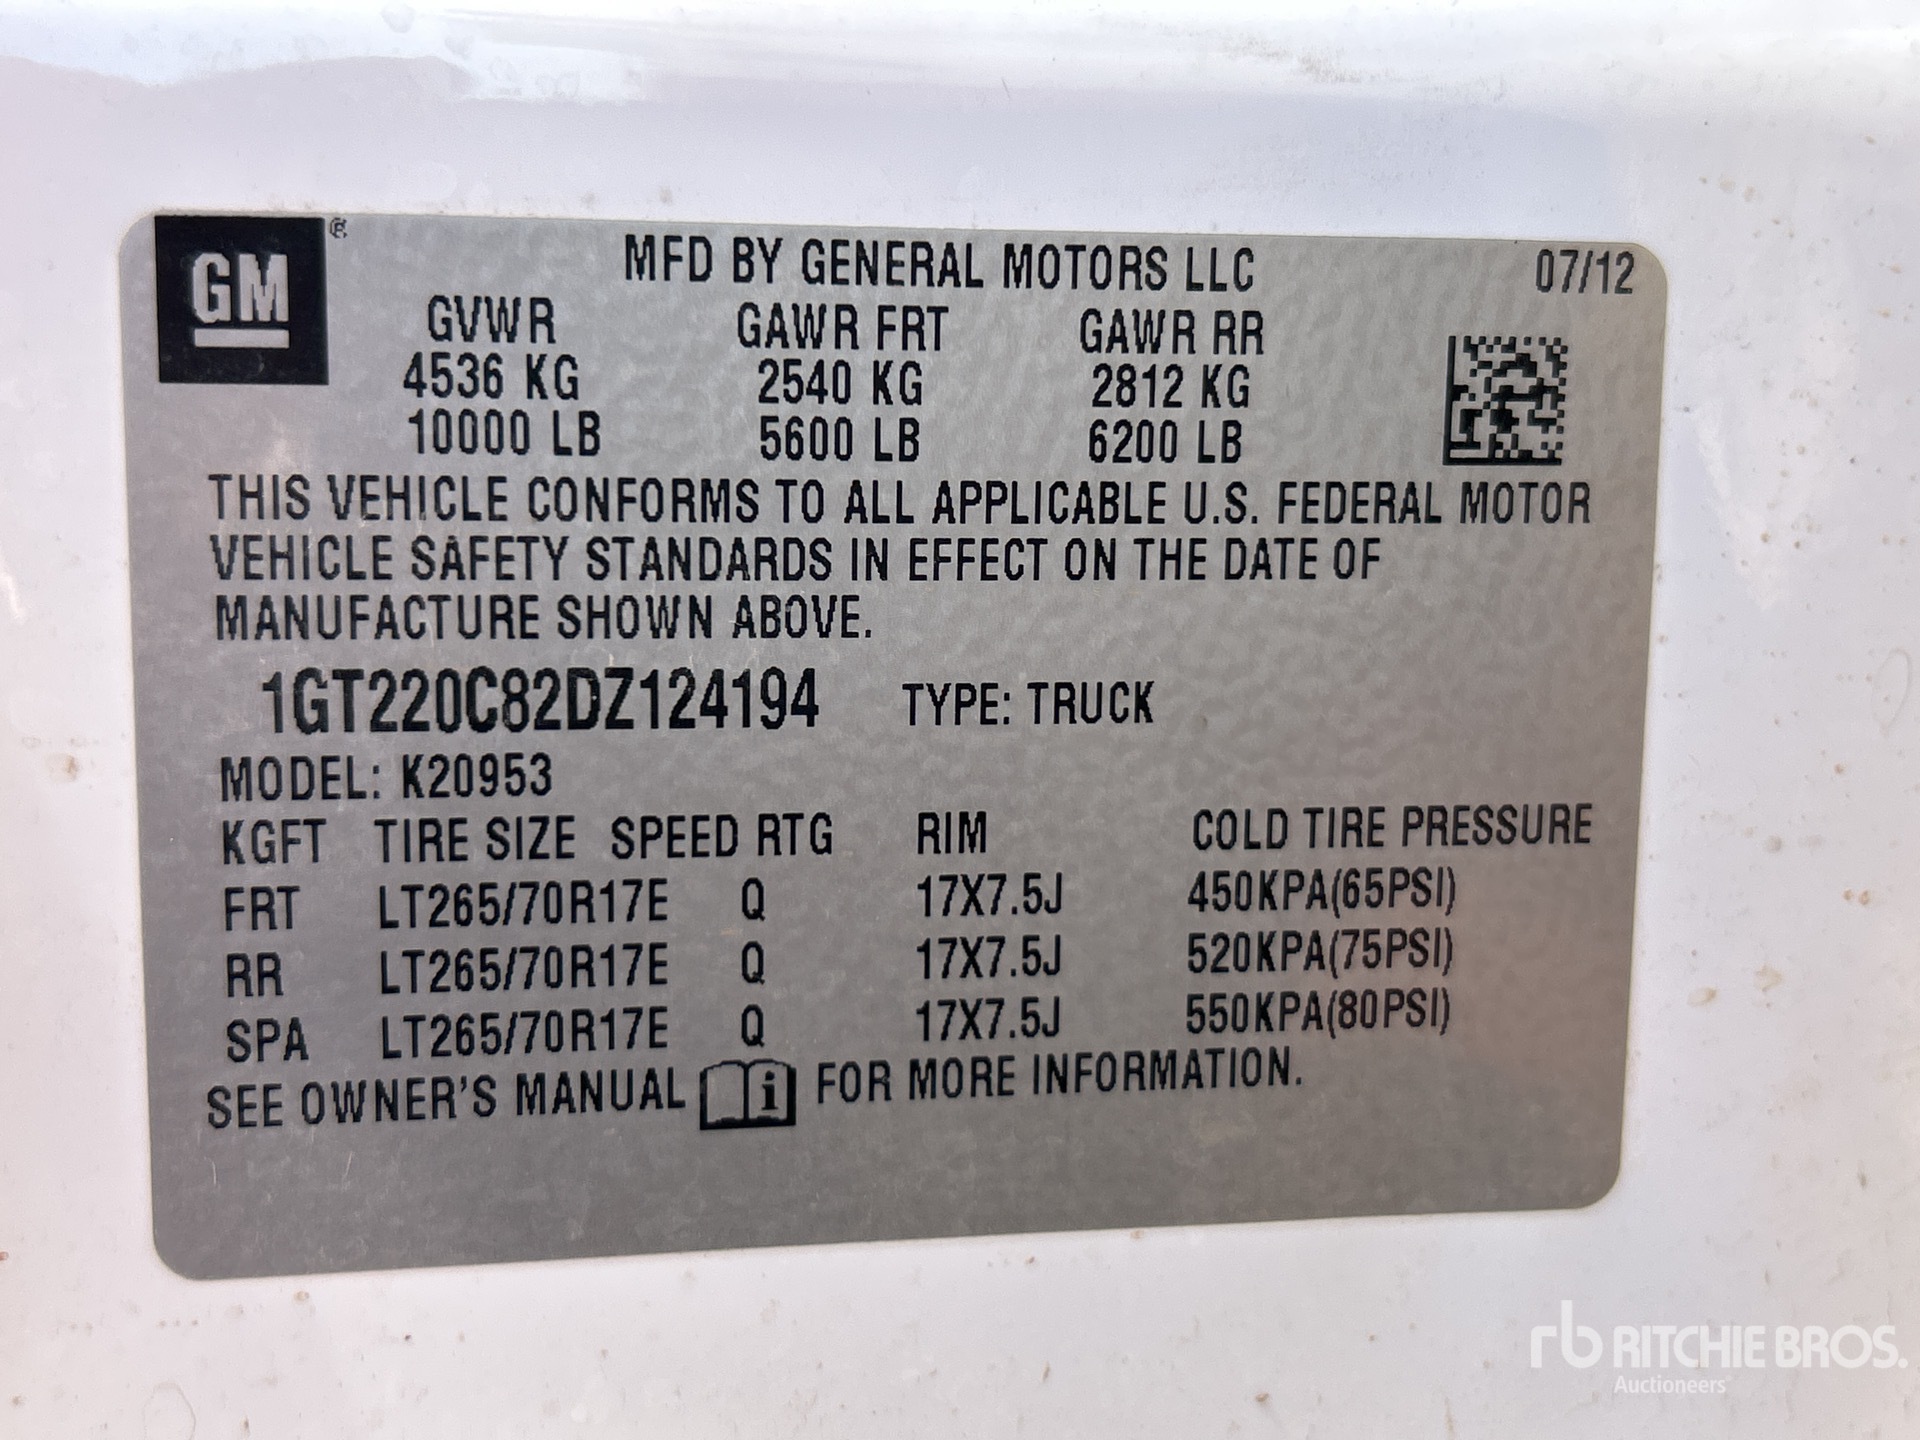 GM® MFD BY GENERAL MOTORS LLC 07/12
GVWR GAWR FRT GAWR RR
4536 KG 2540 KG 2812 KG
10000 LB 5600 LB 6200 LB
THIS VEHICLE CONFORMS TO ALL APPLICABLE U.S. FEDERAL MOTOR
VEHICLE SAFETY STANDARDS IN EFFECT ON THE DATE OF
MANUFACTURE SHOWN ABOVE.
1GT220C82DZ124194 TYPE: TRUCK
MODEL: K20953
KGFT TIRE SIZE SPEED RTG RIM COLD TIRE PRESSURE
FRT LT265/70R17E Q 17X7.5J 450KPA(65PSI)
RR LT265/70R17E Q 17X7.5J 520KPA(75PSI)
SPA LT265/70R17E Q 17X7.5J 550KPA(80PSI)
SEE OWNER'S MANUAL i FOR MORE INFORMATION.
rb RITCHIE BROS.
Auctioneers